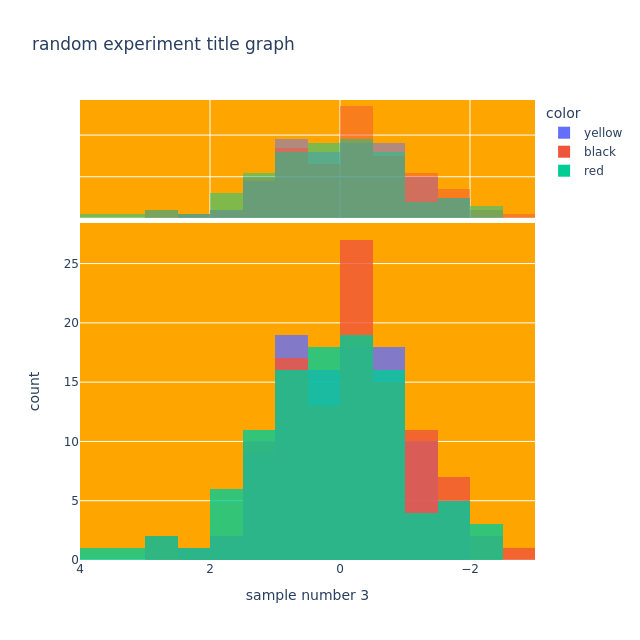 random experiment title graph
color
yellow
black
red
25
20
15
10
5
0
count
4
2
0
−2
sample number 3